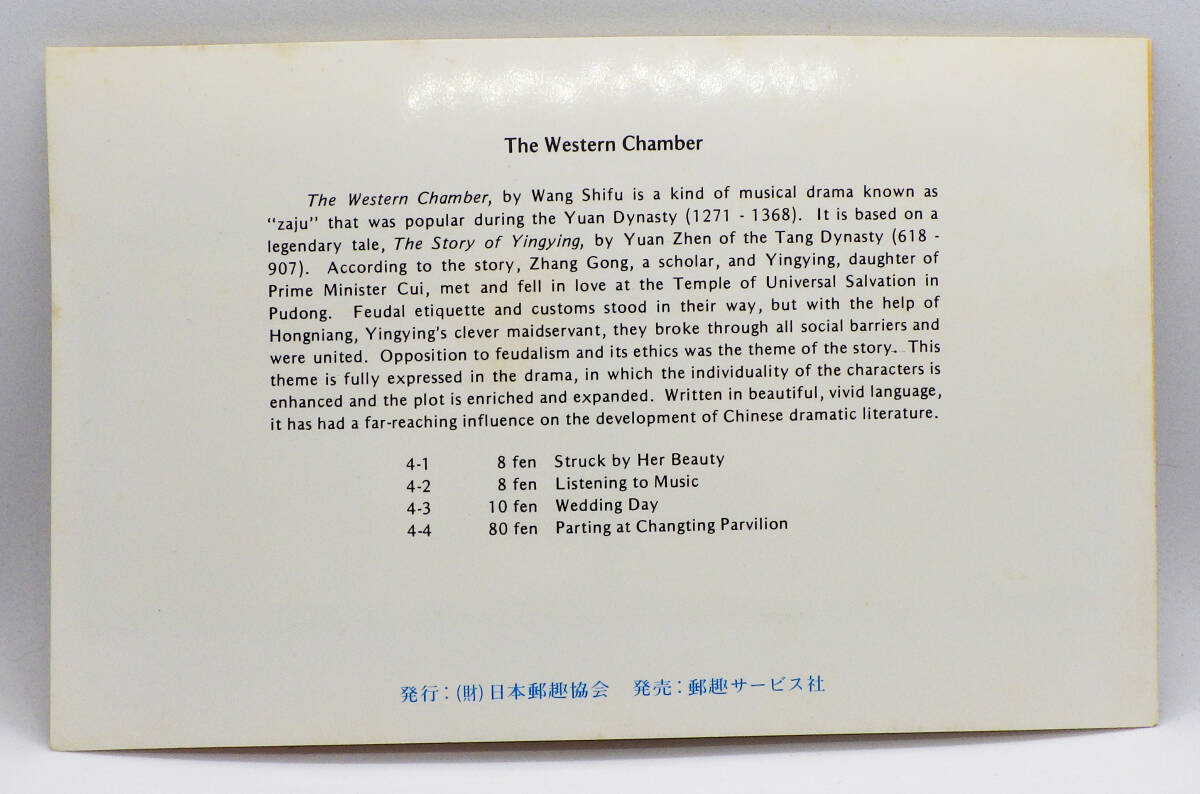 The Western Chamber
The Western Chamber, by Wang Shifu is a kind of musical drama known as
“zaju” that was popular during the Yuan Dynasty (1271 - 1368). It is based on a
legendary tale, The Story of Yingying, by Yuan Zhen of the Tang Dynasty (618 -
907). According to the story, Zhang Gong, a scholar, and Yingying, daughter of
Prime Minister Cui, met and fell in love at the Temple of Universal Salvation in
Pudong. Feudal etiquette and customs stood in their way, but with the help of
Hongniang, Yingying's clever maidservant, they broke through all social barriers and
were united. Opposition to feudalism and its ethics was the theme of the story. This
theme is fully expressed in the drama, in which the individuality of the characters is
enhanced and the plot is enriched and expanded. Written in beautiful, vivid language,
it has had a far-reaching influence on the development of Chinese dramatic literature.
4-1 8 fen Struck by Her Beauty
4-2 8 fen Listening to Music
4-3 10 fen Wedding Day
4-4 80 fen Parting at Changting Parvilion
発行：(財)日本郵趣協会 発売：郵趣サービス社